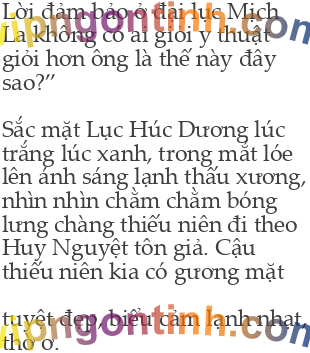 Lời đảm bảo ở đại lục Mịch
La không có ai giỏi y thuật
giỏi hơn ông là thế này đây
sao?”
Sắc mặt Lục Húc Dương lúc
trắng lúc xanh, trong mắt lóe
lên ánh sáng lạnh thấu xương,
nhìn nhìn chằm chằm bóng
lưng chàng thiếu niên đi theo
Huy Nguyệt tôn giả. Cậu
thiếu niên kia có gương mặt
tuyệt đẹp, biểu cảm lạnh nhạt,
thờ ơ.
vipngontinh.com
vipngontinh.com